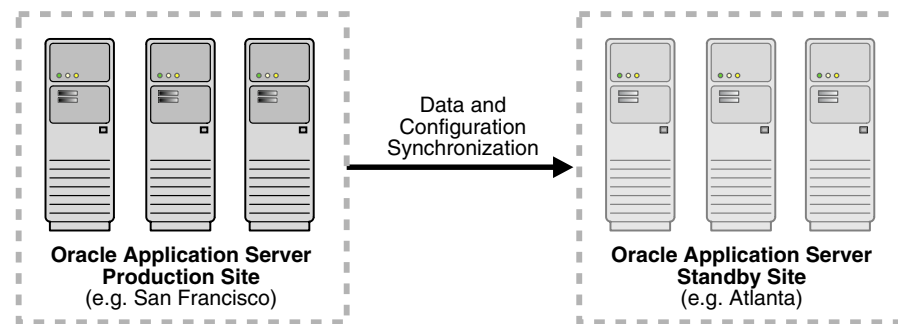 Data and
Configuration
Synchronization
Oracle Application Server
Production Site
(e.g. San Francisco)
Oracle Application Server
Standby Site
(e.g. Atlanta)